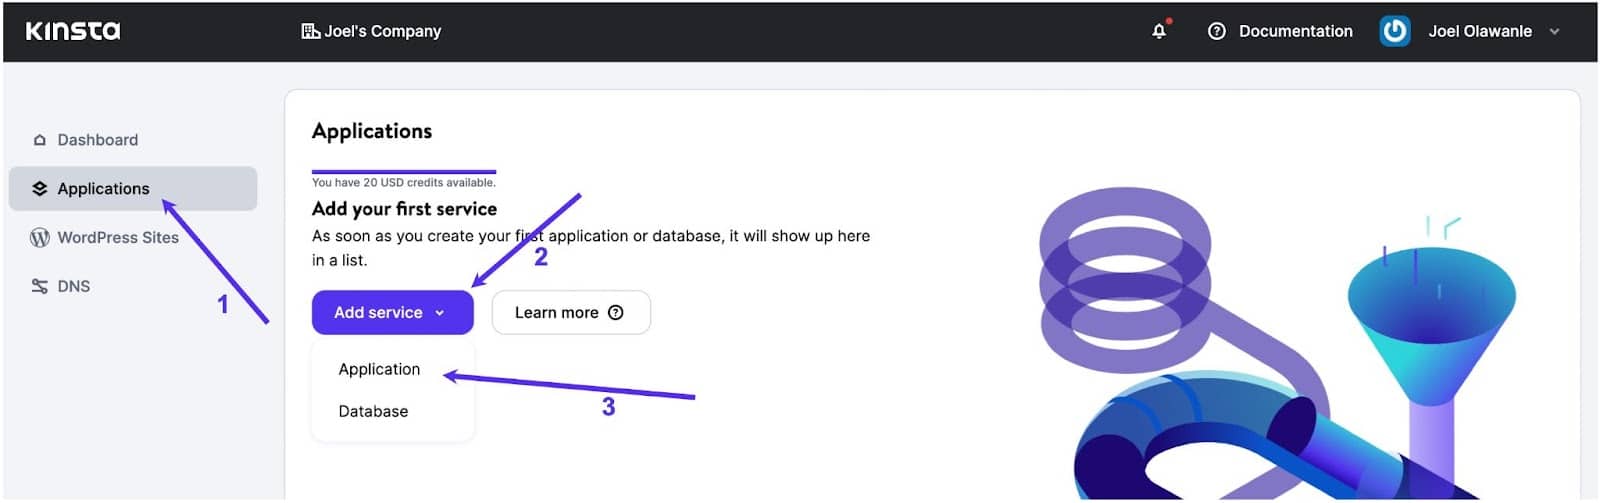 Kinsta
Joel's Company
Documentation
Joel Olawanle
Dashboard
Applications
WordPress Sites
DNS
1
Applications
You have 20 USD credits available.
Add your first service
As soon as you create your first application or database, it will show up here
in a list.
2
Add service
Learn more
Application
Database
3